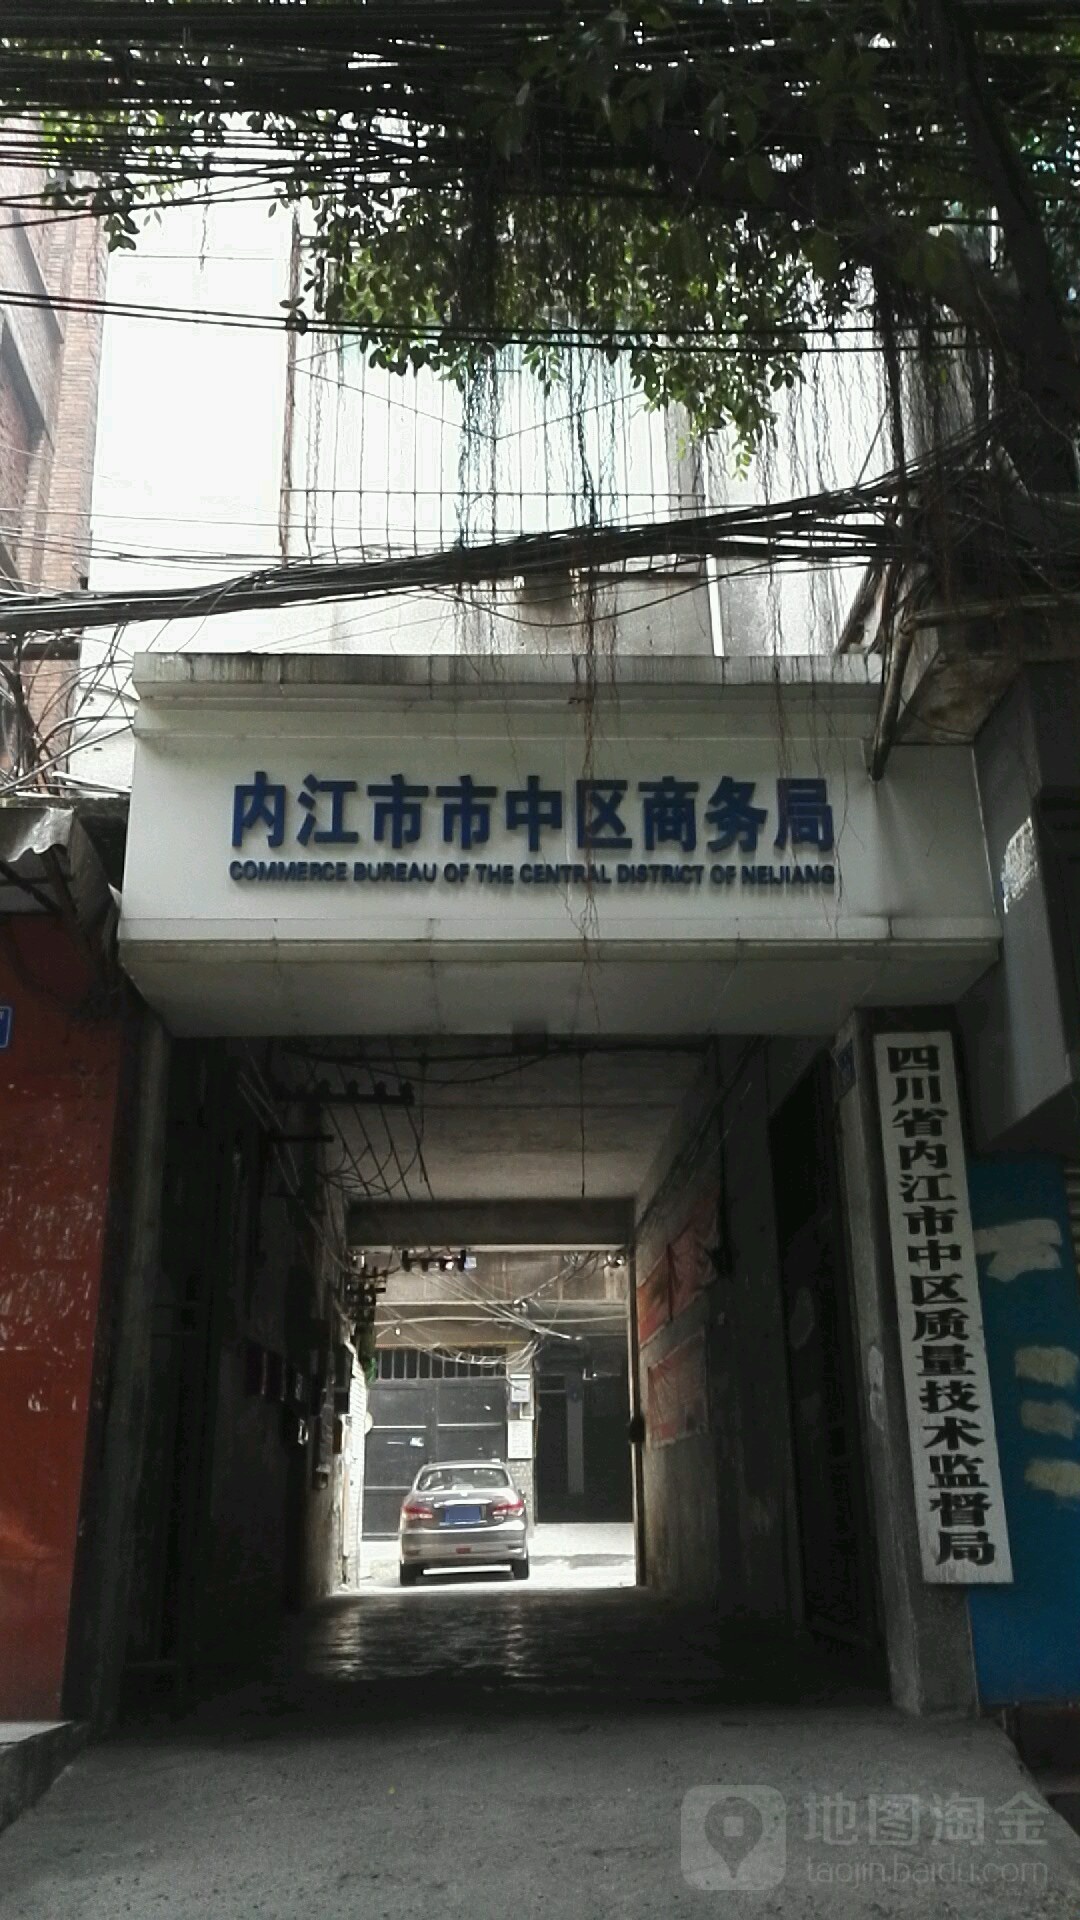 内江市市中区商务局
COMMERCE BUREAU OF THE CENTRAL DISTRICT OF NEIJIANG
四川省内江市中区质量技术监督局
地图淘金
taojin.baidu.com